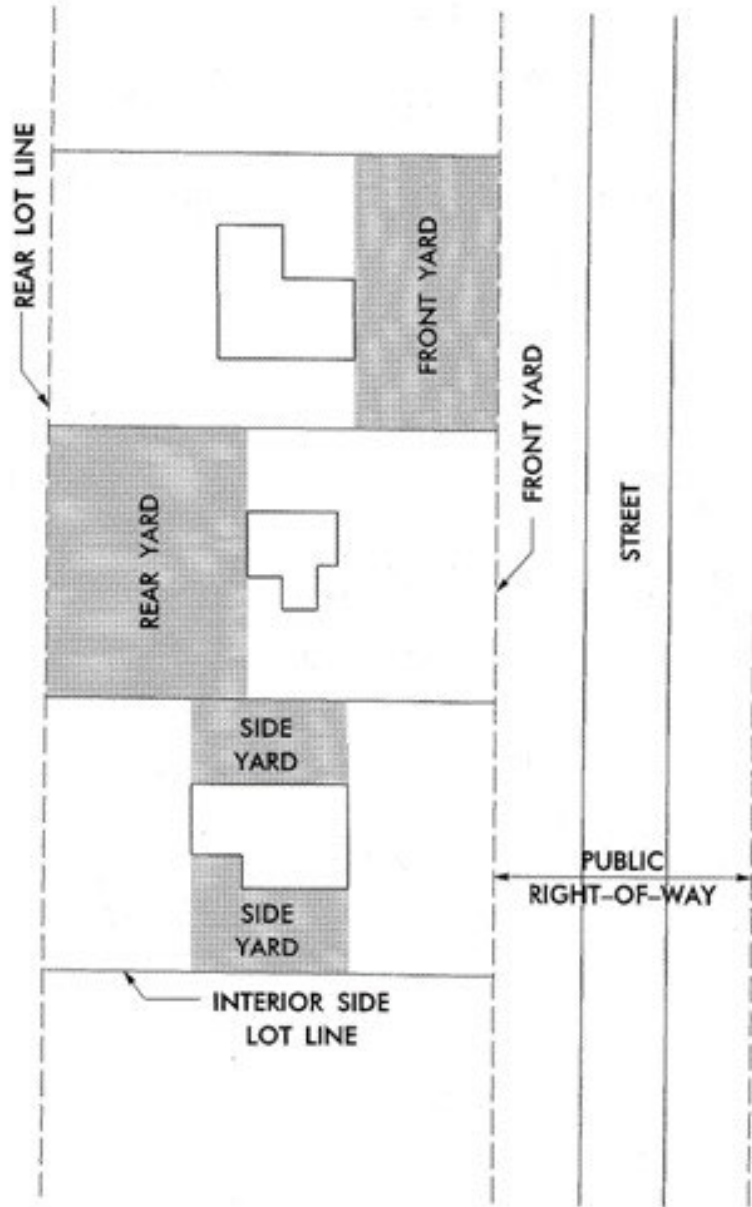 REAR LOT LINE
FRONT YARD
FRONT YARD
REAR YARD
STREET
SIDE
YARD
PUBLIC
RIGHT-OF-WAY
SIDE
YARD
INTERIOR SIDE
LOT LINE